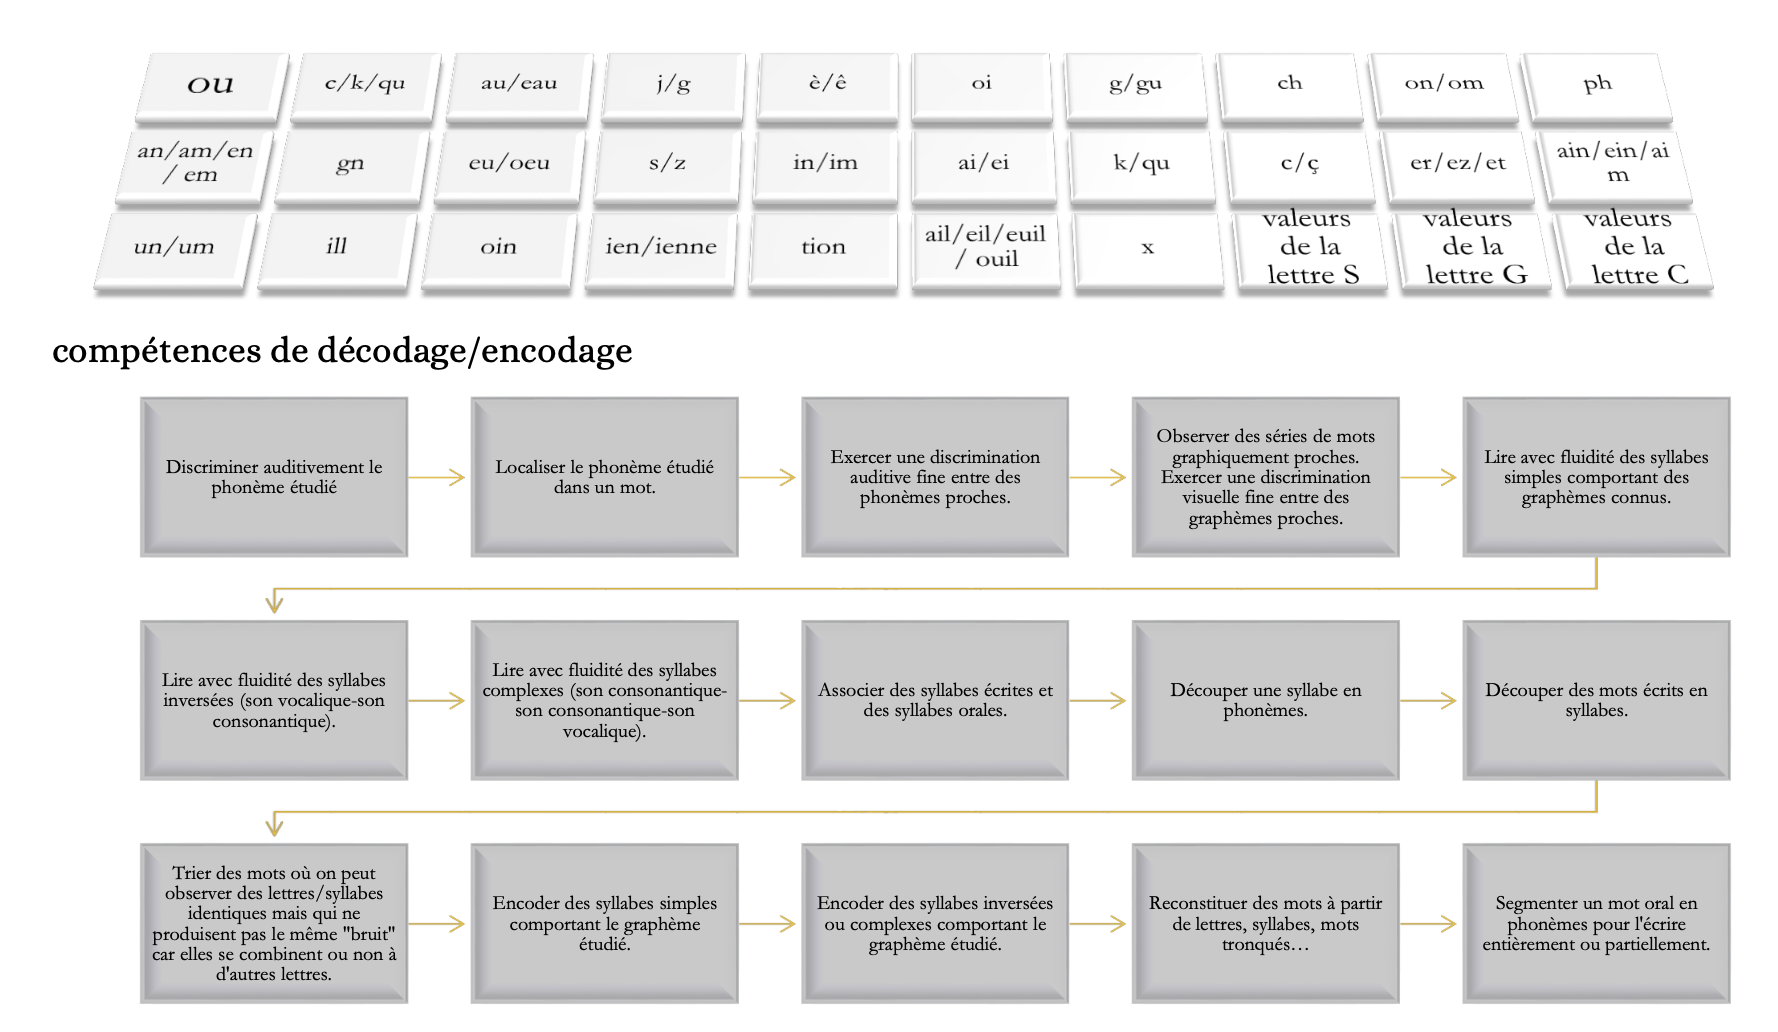 ou
c/k/qu
au/eau
j/g
è/ê
oi
g/gu
ch
on/om
ph
an/am/en
/ em
gn
eu/oeu
s/z
in/im
ai/ei
k/qu
c/ç
er/ez/et
ain/ein/ai
m
un/um
ill
oin
ien/ienne
tion
ail/eil/euil
/ ouil
x
valeurs
de la
lettre S
valeurs
de la
lettre G
valeurs
de la
lettre C
compétences de décodage/encodage
Discriminer auditivement le
phonème étudié
Localiser le phonème étudié
dans un mot.
Exercer une discrimination
auditive fine entre des
phonèmes proches.
Observer des séries de mots
graphiquement proches.
Exercer une discrimination
visuelle fine entre des
graphèmes proches.
Lire avec fluidité des syllabes
simples comportant des
graphèmes connus.
Lire avec fluidité des syllabes
inversées (son vocalique-son
consonantique).
Lire avec fluidité des syllabes
complexes (son consonantique-
son consonantique-son
vocalique).
Associer des syllabes écrites et
des syllabes orales.
Découper une syllabe en
phonèmes.
Découper des mots écrits en
syllabes.
Trier des mots où on peut
observer des lettres/syllabes
identiques mais qui ne
produisent pas le même "bruit"
car elles se combinent ou non à
d'autres lettres.
Encoder des syllabes simples
comportant le graphème
étudié.
Encoder des syllabes inversées
ou complexes comportant le
graphème étudié.
Reconstituer des mots à partir
de lettres, syllabes, mots
tronqués…
Segmenter un mot oral en
phonèmes pour l'écrire
entièrement ou partiellement.